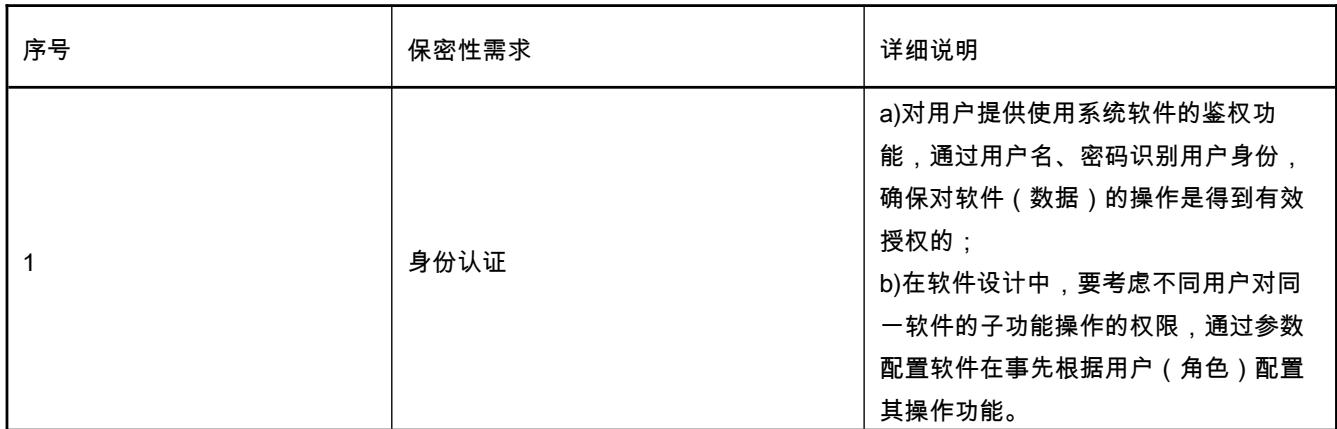 序号
保密性需求
详细说明
1
身份认证
a)对用户提供使用系统软件的鉴权功
能，通过用户名、密码识别用户身份，
确保对软件（数据）的操作是得到有效
授权的；
b)在软件设计中，要考虑不同用户对同
一软件的子功能操作的权限，通过参数
配置软件在事先根据用户（角色）配置
其操作功能。